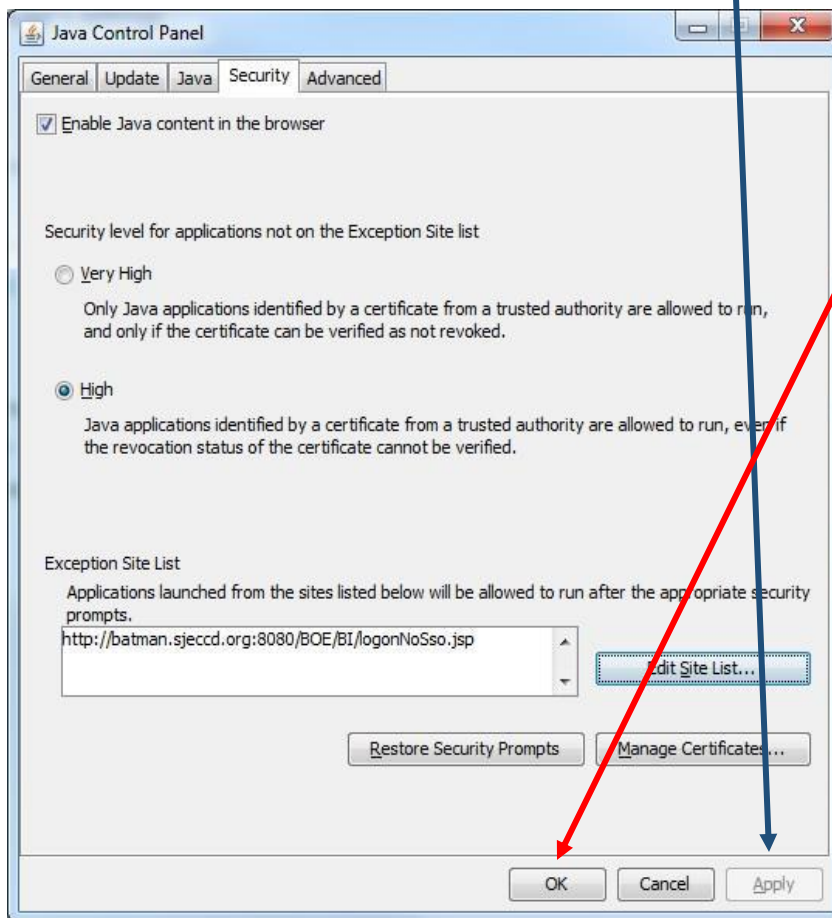 Java Control Panel
General Update Java Security Advanced
Enable Java content in the browser
Security level for applications not on the Exception Site list
Very High
Only Java applications identified by a certificate from a trusted authority are allowed to run,
and only if the certificate can be verified as not revoked.
High
Java applications identified by a certificate from a trusted authority are allowed to run, even if
the revocation status of the certificate cannot be verified.
Exception Site List
Applications launched from the sites listed below will be allowed to run after the appropriate security
prompts.
http://batman.sjeccd.org:8080/BOE/BI/logonNoSso.jsp
Edit Site List...
Restore Security Prompts Manage Certificates...
OK Cancel Apply